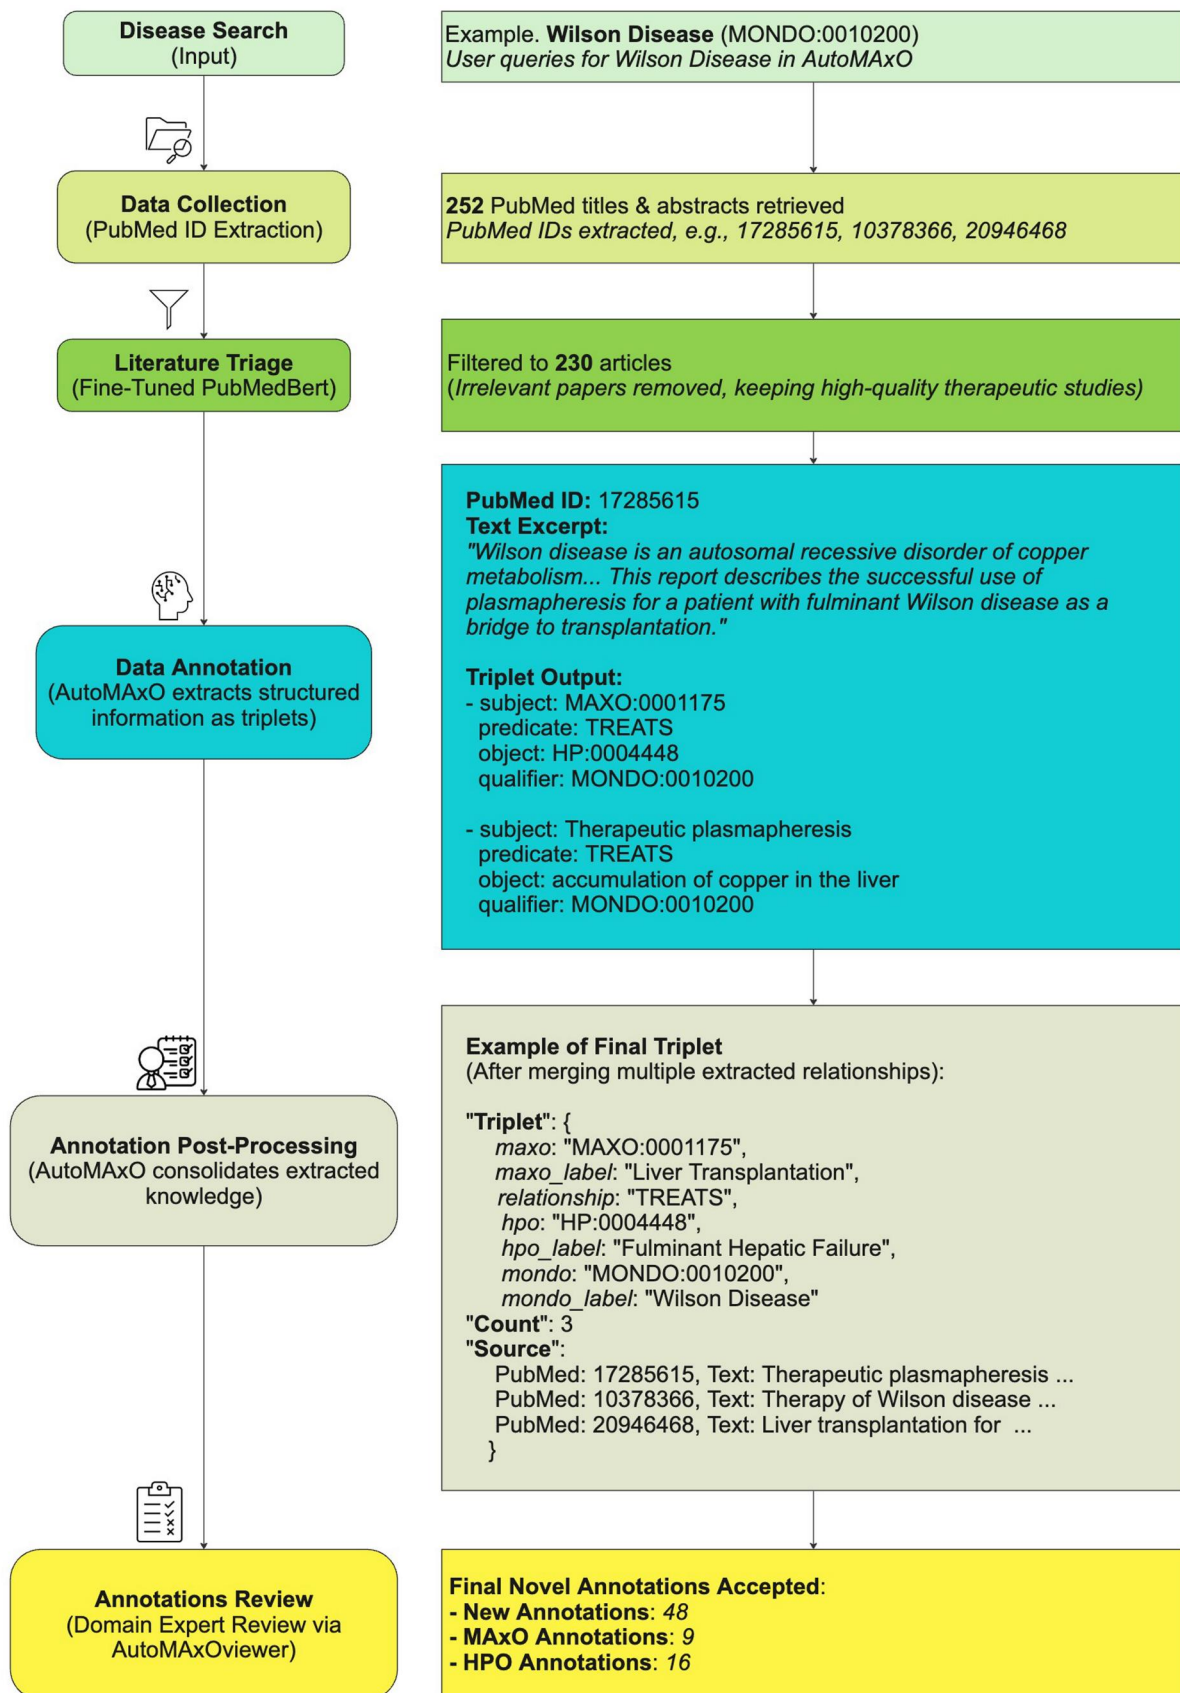 Disease Search
(Input)
Example. Wilson Disease (MONDO:0010200)
User queries for Wilson Disease in AutoMAxO
Data Collection
(PubMed ID Extraction)
252 PubMed titles & abstracts retrieved
PubMed IDs extracted, e.g., 17285615, 10378366, 20946468
Literature Triage
(Fine-Tuned PubMedBert)
Filtered to 230 articles
(Irrelevant papers removed, keeping high-quality therapeutic studies)
Data Annotation
(AutoMAxO extracts structured
information as triplets)
PubMed ID: 17285615
Text Excerpt:
"Wilson disease is an autosomal recessive disorder of copper
metabolism... This report describes the successful use of
plasmapheresis for a patient with fulminant Wilson disease as a
bridge to transplantation."
Triplet Output:
- subject: MAXO:0001175
predicate: TREATS
object: HP:0004448
qualifier: MONDO:0010200
- subject: Therapeutic plasmapheresis
predicate: TREATS
object: accumulation of copper in the liver
qualifier: MONDO:0010200
Annotation Post-Processing
(AutoMAxO consolidates extracted
knowledge)
Example of Final Triplet
(After merging multiple extracted relationships):
"Triplet": {
maxo: "MAXO:0001175",
maxo_label: "Liver Transplantation",
relationship: "TREATS",
hpo: "HP:0004448",
hpo_label: "Fulminant Hepatic Failure",
mondo: "MONDO:0010200",
mondo_label: "Wilson Disease"
"Count": 3
"Source":
PubMed: 17285615, Text: Therapeutic plasmapheresis ...
PubMed: 10378366, Text: Therapy of Wilson disease ...
PubMed: 20946468, Text: Liver transplantation for ...
}
Annotations Review
(Domain Expert Review via
AutoMAxOviewer)
Final Novel Annotations Accepted:
- New Annotations: 48
- MAxO Annotations: 9
- HPO Annotations: 16